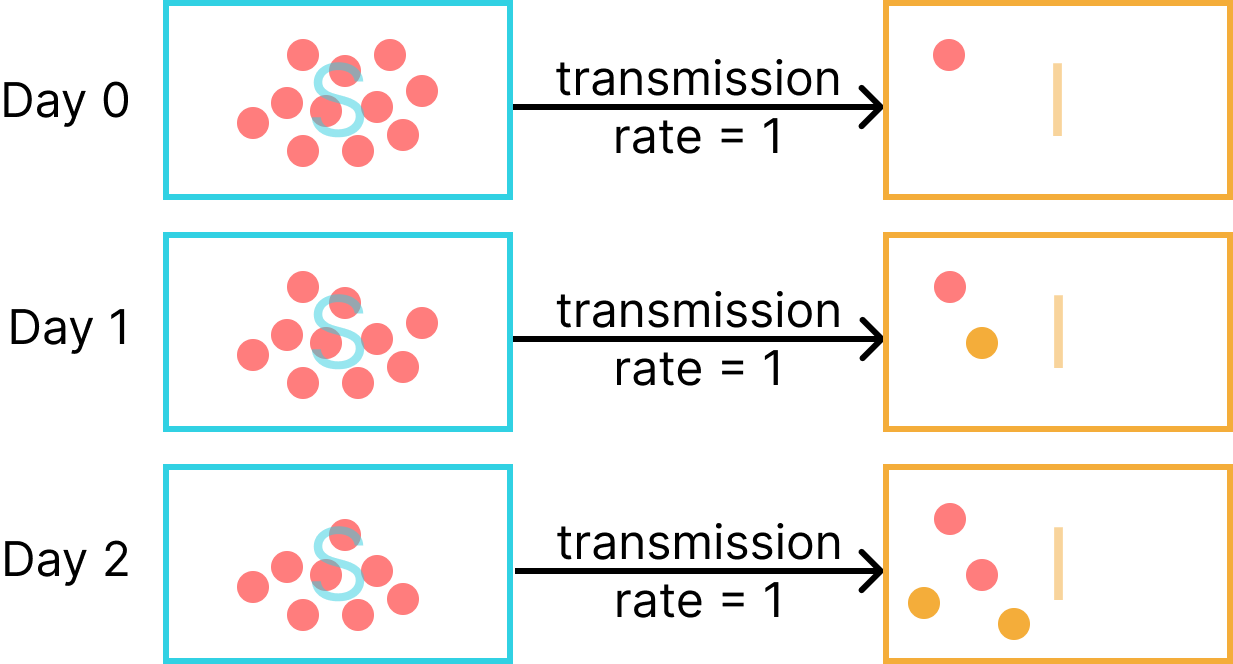 Day 0
S
transmission
rate = 1
I
Day 1
S
transmission
rate = 1
I
Day 2
S
transmission
rate = 1
I